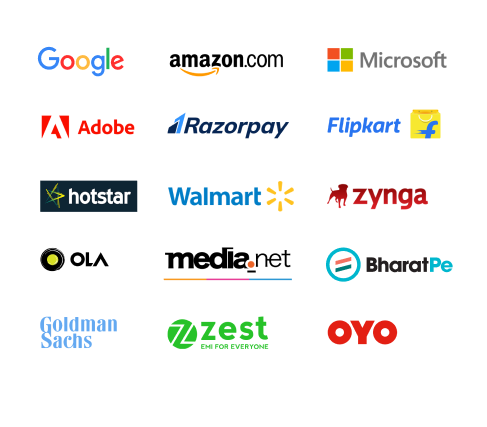 Google
amazon.com
Microsoft
Adobe
Razorpay
Flipkart
f
hotstar
Walmart
zynga
OLA
media.net
BharatPe
Goldman
Sachs
zest
EMI FOR EVERYONE
OYO